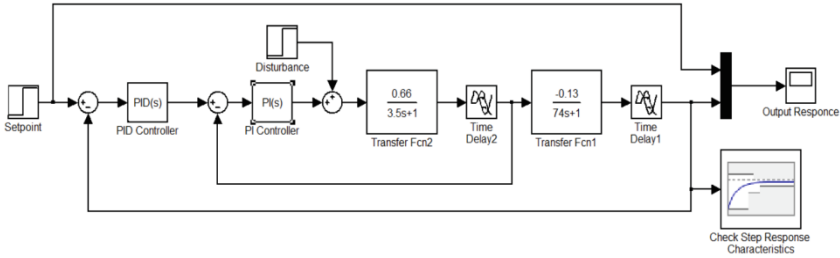 Setpoint
PID(s)
PID Controller
Disturbance
PI(s)
PI Controller
0.66
3.5s+1
Transfer Fcn2
Time
Delay2
-0.13
74s+1
Transfer Fcn1
Time
Delay1
Output Responce
Check Step Response
Characteristics